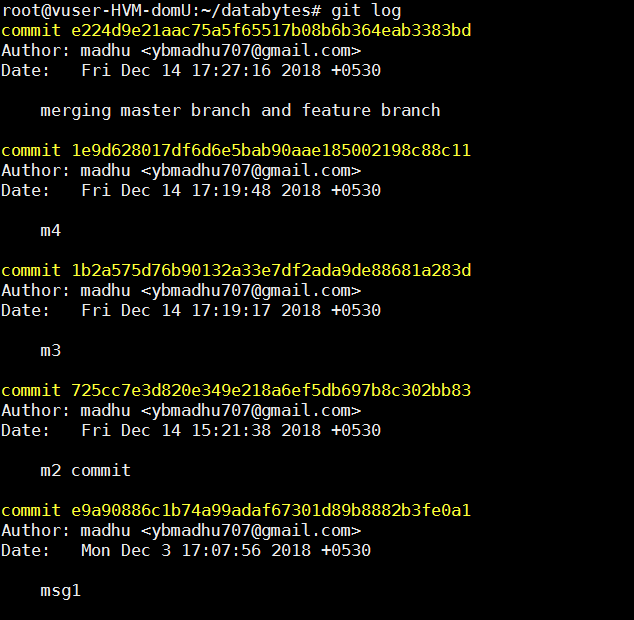 root@vuser-HVM-domU:~/databytes# git log
commit e224d9e21aac75a5f65517b08b6b364eab3383bd
Author: madhu <ybmadhu707@gmail.com>
Date:   Fri Dec 14 17:27:16 2018 +0530
    merging master branch and feature branch
commit 1e9d628017df6d6e5bab90aae185002198c88c11
Author: madhu <ybmadhu707@gmail.com>
Date:   Fri Dec 14 17:19:48 2018 +0530
    m4
commit 1b2a575d76b90132a33e7df2ada9de88681a283d
Author: madhu <ybmadhu707@gmail.com>
Date:   Fri Dec 14 17:19:17 2018 +0530
    m3
commit 725cc7e3d820e349e218a6ef5db697b8c302bb83
Author: madhu <ybmadhu707@gmail.com>
Date:   Fri Dec 14 15:21:38 2018 +0530
    m2 commit
commit e9a90886c1b74a99adaf67301d89b8882b3fe0a1
Author: madhu <ybmadhu707@gmail.com>
Date:   Mon Dec 3 17:07:56 2018 +0530
    msg1